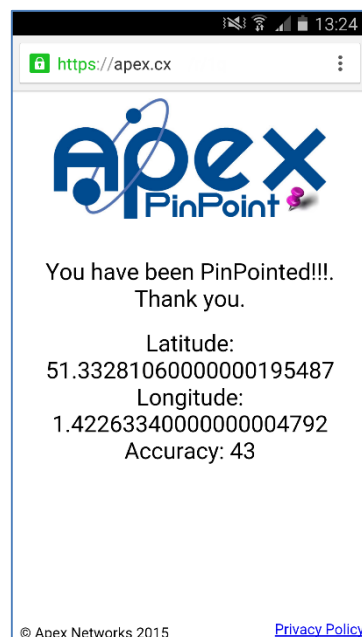 13:24
https://apex.cx
Apex
PinPoint
You have been PinPointed!!!.
Thank you.
Latitude:
51.33281060000000195487
Longitude:
1.42263340000000004792
Accuracy: 43
© Apex Networks 2015 Privacy Policy